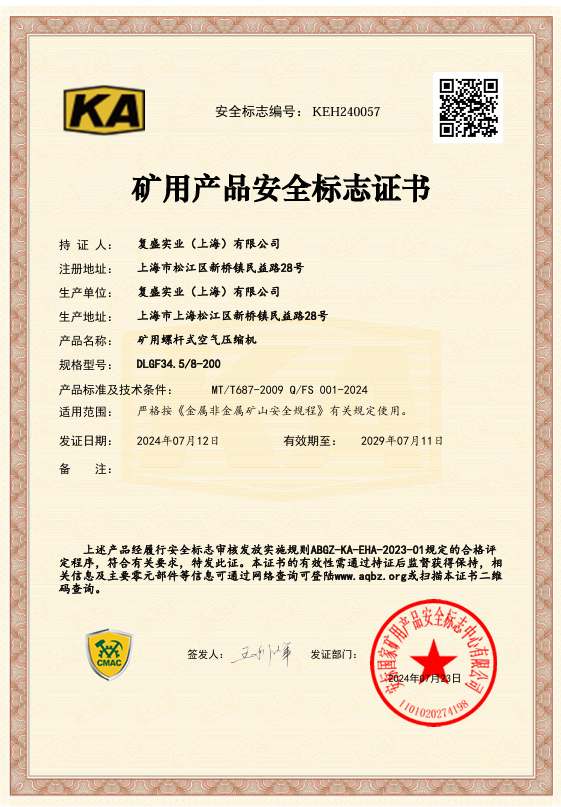 KA
安全标志编号： KEH240057
矿用产品安全标志证书
持 证 人： 复盛实业（上海）有限公司
注册地址： 上海市松江区新桥镇民益路28号
生产单位： 复盛实业（上海）有限公司
生产地址： 上海市上海松江区新桥镇民益路28号
产品名称： 矿用螺杆式空气压缩机
规格型号： DLGF34.5/8-200
产品标准及技术条件： MT/T687-2009 Q/FS 001-2024
适用范围： 严格按《金属非金属矿山安全规程》有关规定使用。
发证日期： 2024年07月12日 有效期至： 2029年07月11日
备 注：
上述产品经履行安全标志审核发放实施规则ABGZ-KA-EHA-2023-01规定的合格评
定程序，符合有关要求，特发此证。本证书的有效性需通过持证后监督获得保持，相
关信息及主要零元部件等信息可通过网络查询可登陆www.aqbz.org或扫描本证书二维
码查询。
CMAC
签发人： 发证部门：
安标国家矿用产品安全标志中心有限公司
2024年07月23日
1101020274198